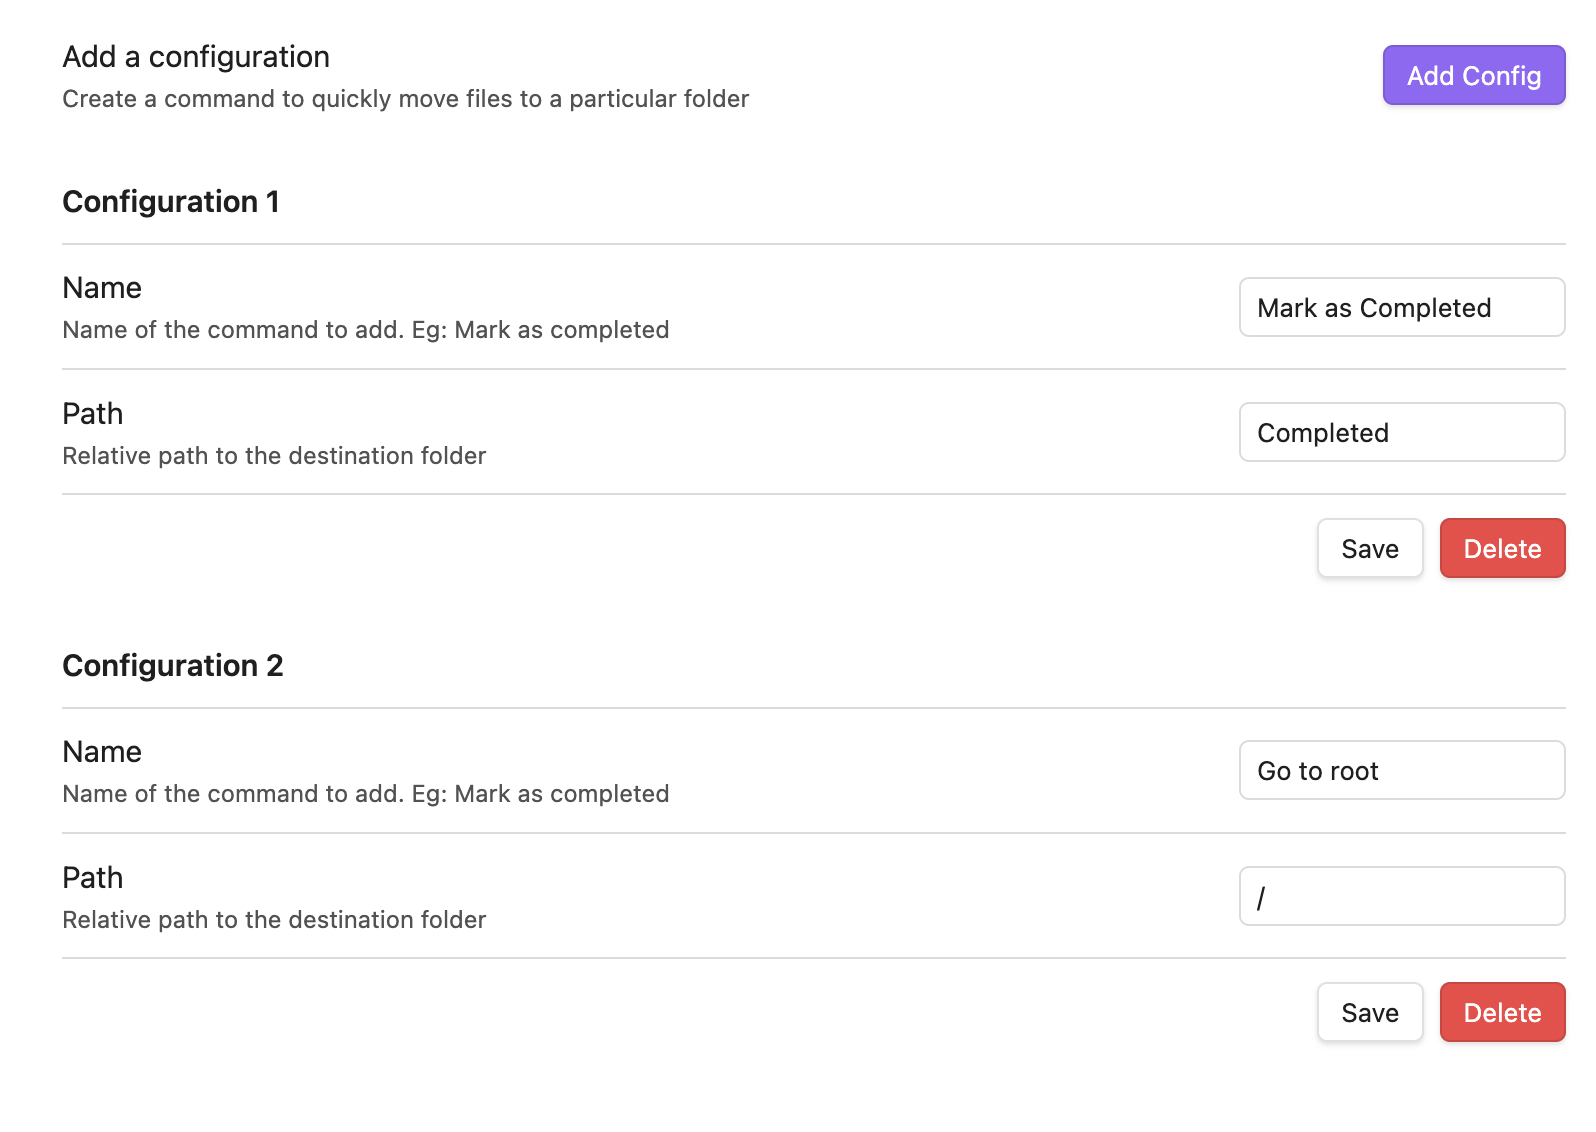 Add a configuration
Create a command to quickly move files to a particular folder
Add Config
Configuration 1
Name
Name of the command to add. Eg: Mark as completed
Mark as Completed
Path
Relative path to the destination folder
Completed
Save
Delete
Configuration 2
Name
Name of the command to add. Eg: Mark as completed
Go to root
Path
Relative path to the destination folder
/
Save
Delete